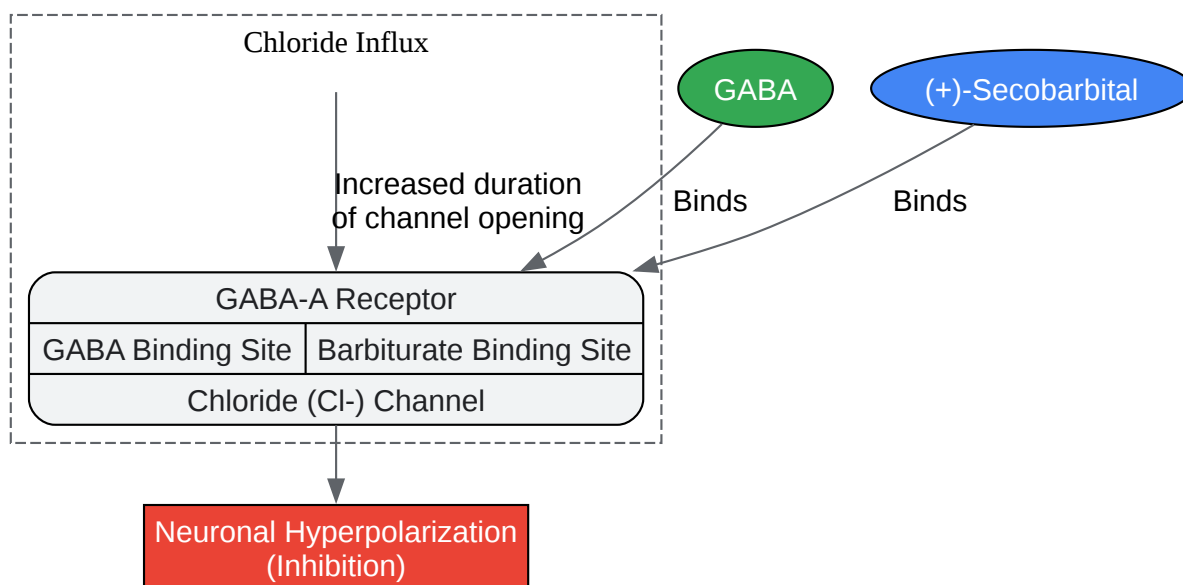 Chloride Influx
GABA
(+)-Secobarbital
Increased duration
of channel opening
Binds
Binds
GABA-A Receptor
GABA Binding Site
Barbiturate Binding Site
Chloride (Cl-) Channel
Neuronal Hyperpolarization
(Inhibition)